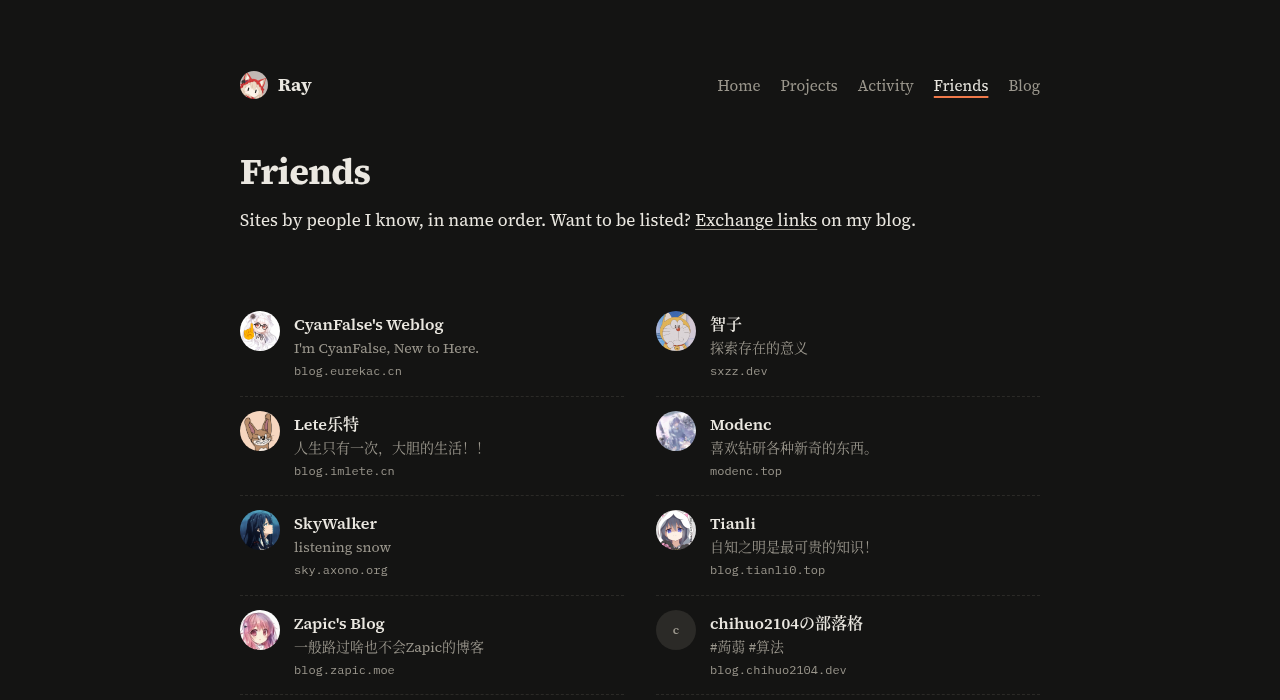 Ray
Home Projects Activity Friends Blog
Friends
Sites by people I know, in name order. Want to be listed? Exchange links on my blog.
CyanFalse's Weblog
I'm CyanFalse, New to Here.
blog.eurekac.cn
智子
探索存在的意义
sxzz.dev
Lete乐特
人生只有一次，大胆的生活！！
blog.imlete.cn
Modenc
喜欢钻研各种新奇的东西。
modenc.top
SkyWalker
listening snow
sky.axono.org
Tianli
自知之明是最可贵的知识！
blog.tianli0.top
Zapic's Blog
一般路过啥也不会Zapic的博客
blog.zapic.moe
c
chihuo2104の部落格
#蒟蒻 #算法
blog.chihuo2104.dev